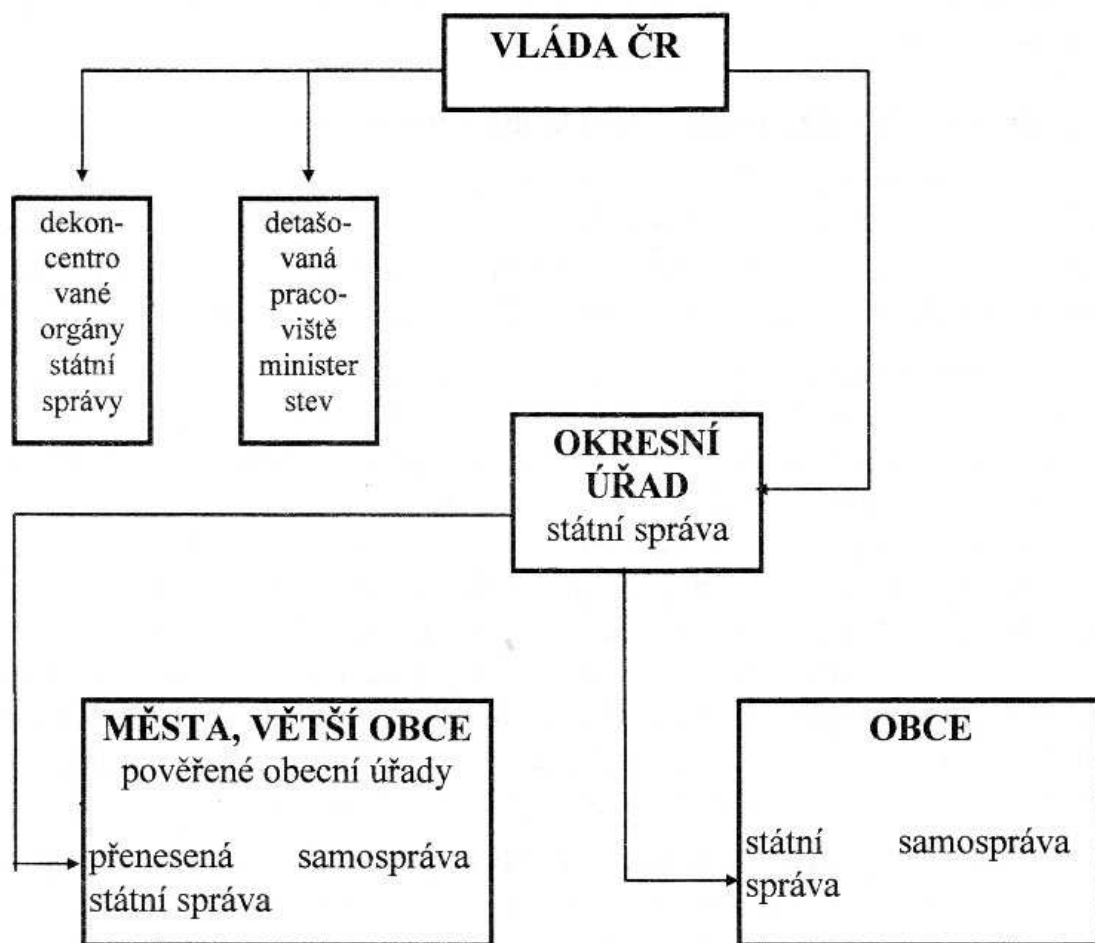 VLÁDA ČR
dekon-
centro
vané
orgány
státní
správy
detašo-
vaná
praco-
viště
minister
stev
OKRESNÍ
ÚŘAD
státní správa
MĚSTA, VĚTŠÍ OBCE
pověřené obecní úřady
přenesená samospráva
státní správa
OBCE
státní samospráva
správa